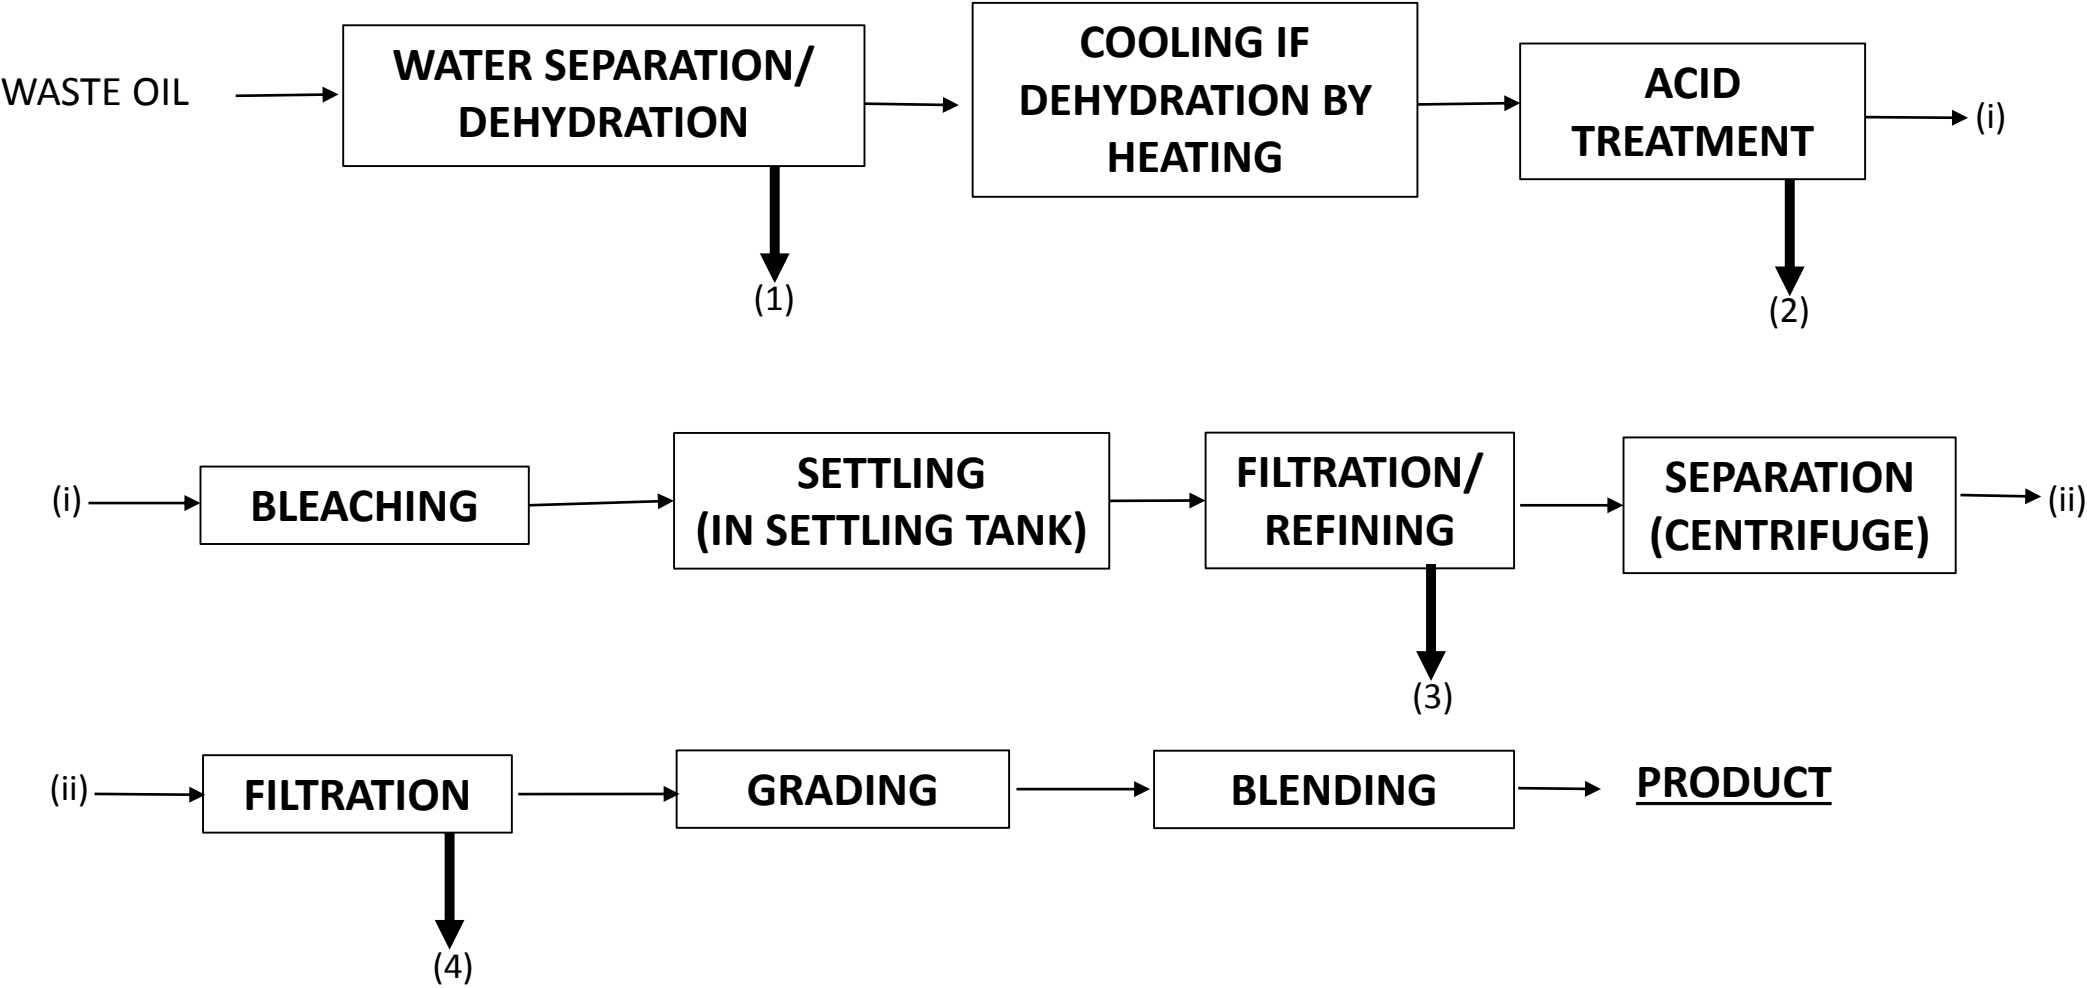 WASTE OIL
WATER SEPARATION/
DEHYDRATION
COOLING IF
DEHYDRATION BY
HEATING
ACID
TREATMENT
(i)
(1)
(2)
(i)
BLEACHING
SETTLING
(IN SETTLING TANK)
FILTRATION/
REFINING
SEPARATION
(CENTRIFUGE)
(ii)
(3)
(ii)
FILTRATION
GRADING
BLENDING
PRODUCT
(4)